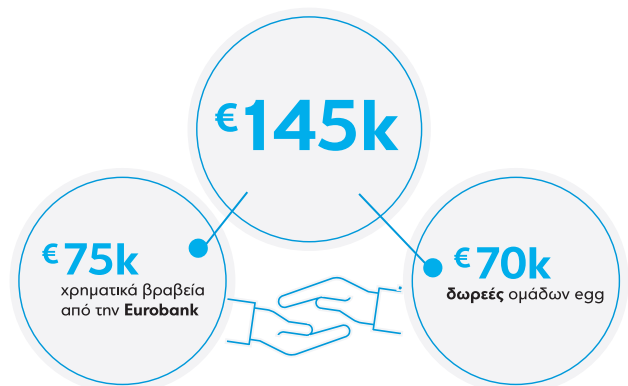 €145k
€75k
χρηματικά βραβεία
από την Eurobank
€70k
δωρεές ομάδων egg